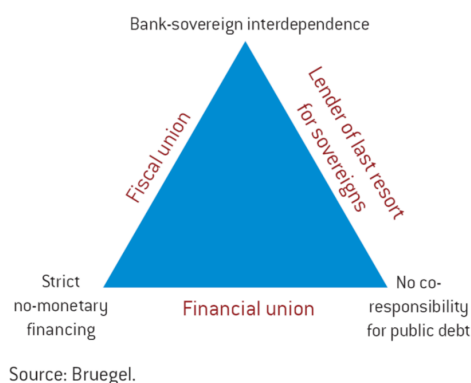 Bank-sovereign interdependence
Fiscal union
Lender of last resort
for sovereigns
Strict
no-monetary
financing
Financial union
No co-
responsibility
for public debt
Source: Bruegel.